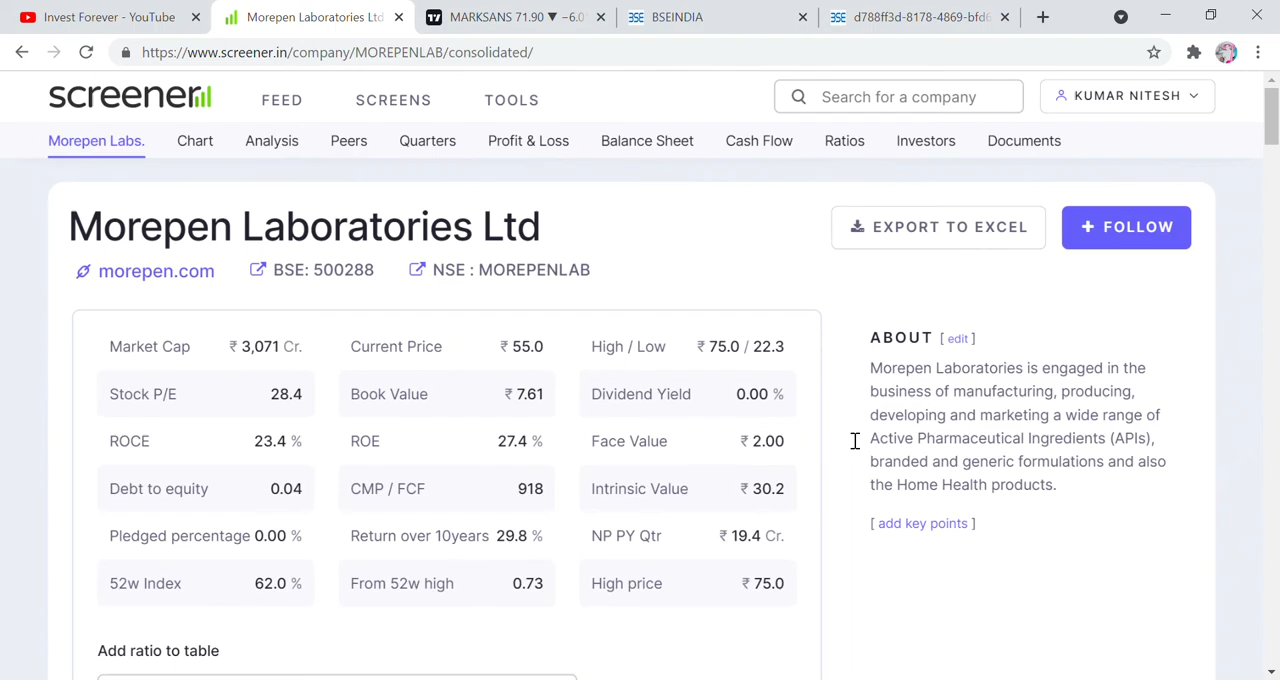 Invest Forever - YouTube
Morepen Laboratories Ltd
MARKSANS 71.90 ▼ −6.0
BSEINDIA
d788ff3d-8178-4869-bfd6
https://www.screener.in/company/MOREPENLAB/consolidated/
screener
FEED
SCREENS
TOOLS
Search for a company
KUMAR NITESH
Morepen Labs.
Chart
Analysis
Peers
Quarters
Profit & Loss
Balance Sheet
Cash Flow
Ratios
Investors
Documents
Morepen Laboratories Ltd
EXPORT TO EXCEL
+ FOLLOW
morepen.com
BSE: 500288
NSE : MOREPENLAB
Market Cap ₹ 3,071 Cr.
Current Price ₹ 55.0
High / Low ₹ 75.0 / 22.3
Stock P/E 28.4
Book Value ₹ 7.61
Dividend Yield 0.00 %
ROCE 23.4 %
ROE 27.4 %
Face Value ₹ 2.00
Debt to equity 0.04
CMP / FCF 918
Intrinsic Value ₹ 30.2
Pledged percentage 0.00 %
Return over 10years 29.8 %
NP PY Qtr ₹ 19.4 Cr.
52w Index 62.0 %
From 52w high 0.73
High price ₹ 75.0
Add ratio to table
ABOUT [ edit ]
Morepen Laboratories is engaged in the
business of manufacturing, producing,
developing and marketing a wide range of
Active Pharmaceutical Ingredients (APIs),
branded and generic formulations and also
the Home Health products.
[ add key points ]